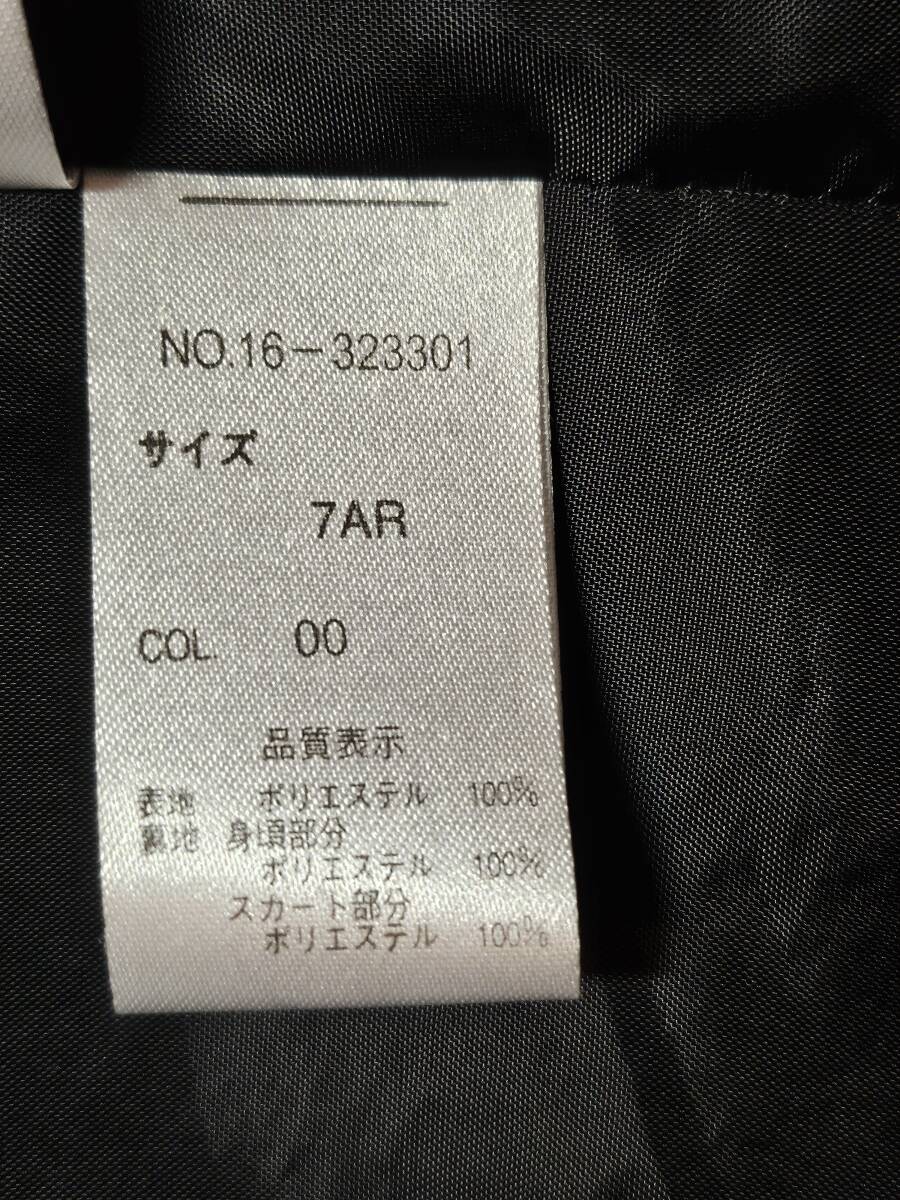 NO.16-323301
サイズ
7AR
COL. 00
品質表示
表地 ポリエステル 100%
裏地 身頃部分
ポリエステル 100%
スカート部分
ポリエステル 100%